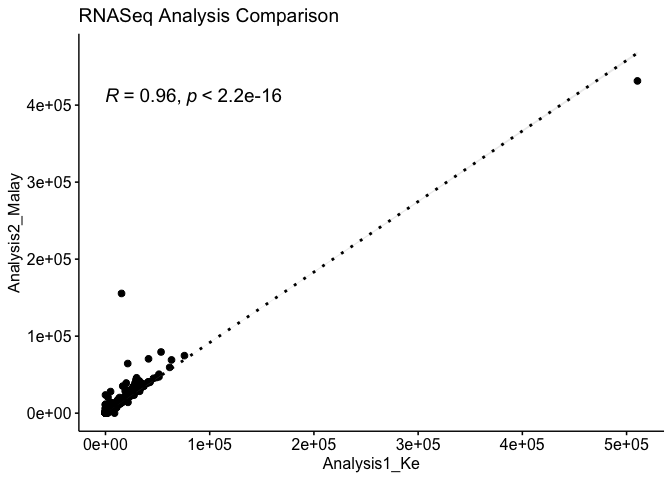 RNASeq Analysis Comparison
R = 0.96, p < 2.2e-16
Analysis2_Malay
4e+05
3e+05
2e+05
1e+05
0e+00
0e+00 1e+05 2e+05 3e+05 4e+05 5e+05
Analysis1_Ke